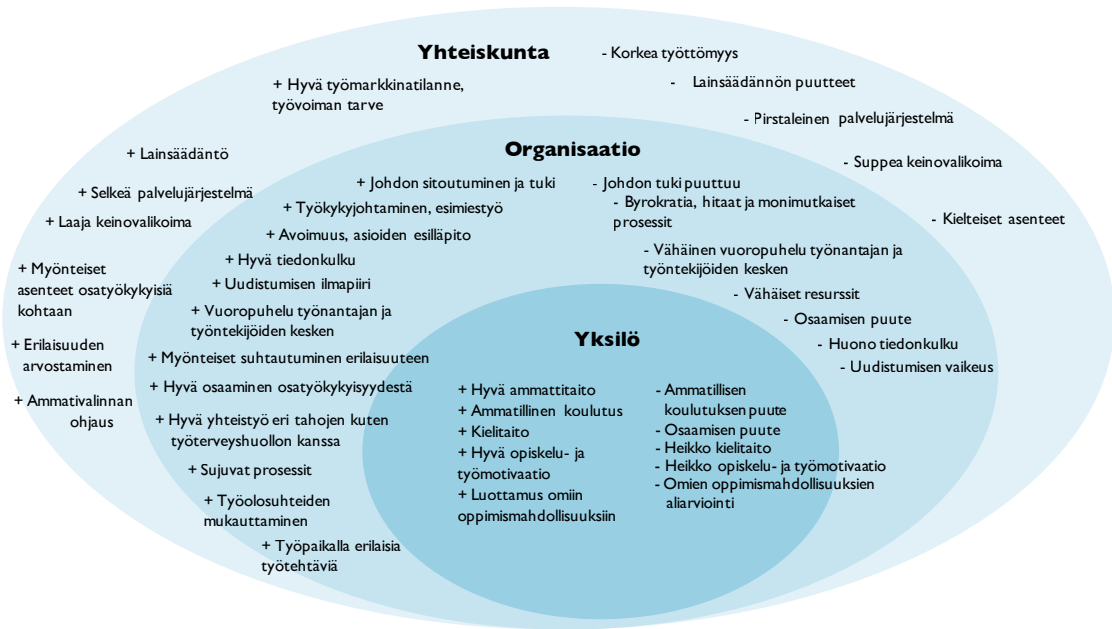 Yhteiskunta
+ Hyvä työmarkkinatilanne,
työvoiman tarve
+ Lainsäädäntö
+ Selkeä palvelujärjestelmä
+ Laaja keinovalikoima
+ Myönteiset
asenteet osatyökykyisiä
kohtaan
+ Erilaisuuden
arvostaminen
+ Ammativalinnan
ohjaus
- Korkea työttömyys
- Lainsäädännön puutteet
- Pirstaleinen palvelujärjestelmä
- Suppea keinovalikoima
- Kielteiset asenteet
Organisaatio
+ Johdon sitoutuminen ja tuki
+ Työkykyjohtaminen, esimiestyö
+ Avoimuus, asioiden esilläpito
+ Hyvä tiedonkulku
+ Uudistumisen ilmapiiri
+ Vuoropuhelu työnantajan ja
työntekijöiden kesken
+ Myönteiset suhtautuminen erilaisuuteen
+ Hyvä osaaminen osatyökykyisyydestä
+ Hyvä yhteistyö eri tahojen kuten
työterveyshuollon kanssa
+ Sujuvat prosessit
+ Työolosuhteiden
mukauttaminen
+ Työpaikalla erilaisia
työtehtäviä
- Johdon tuki puuttuu
- Byrokratia, hitaat ja monimutkaiset
prosessit
- Vähäinen vuoropuhelu työnantajan ja
työntekijöiden kesken
- Vähäiset resurssit
- Osaamisen puute
- Huono tiedonkulku
- Uudistumisen vaikeus
Yksilö
+ Hyvä ammattitaito
+ Ammatillinen koulutus
+ Kielitaito
+ Hyvä opiskelu- ja
työmotivaatio
+ Luottamus omiin
oppimismahdollisuuksiin
- Ammatillisen
koulutuksen puute
- Osaamisen puute
- Heikko kielitaito
- Heikko opiskelu- ja työmotivaatio
- Omien oppimismahdollisuuksien
aliarviointi